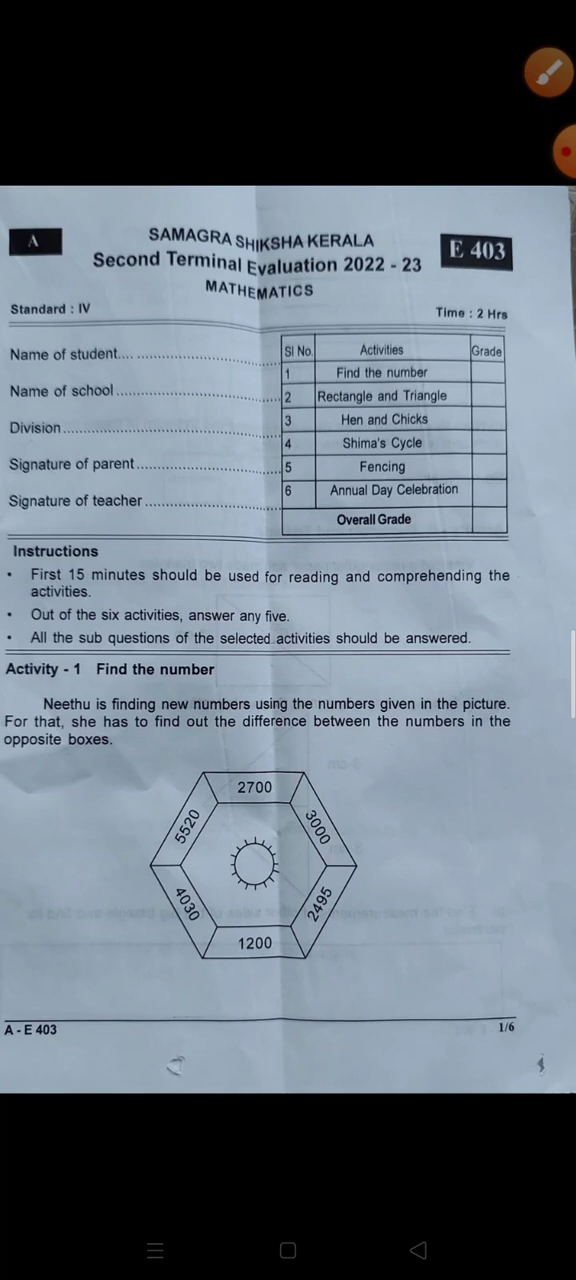 A
SAMAGRA SHIKSHA KERALA
E 403
Second Terminal Evaluation 2022 - 23
MATHEMATICS
Standard : IV
Time : 2 Hrs
Name of student.... ....................................
Name of school.........................................
Division......................................................
Signature of parent....................................
Signature of teacher ..................................
Sl No. Activities Grade
1 Find the number
2 Rectangle and Triangle
3 Hen and Chicks
4 Shima's Cycle
5 Fencing
6 Annual Day Celebration
Overall Grade
Instructions
• First 15 minutes should be used for reading and comprehending the
activities.
• Out of the six activities, answer any five.
• All the sub questions of the selected activities should be answered.
Activity - 1 Find the number
Neethu is finding new numbers using the numbers given in the picture.
For that, she has to find out the difference between the numbers in the
opposite boxes.
2700
5520
3000
4030
2495
1200
A - E 403
1/6